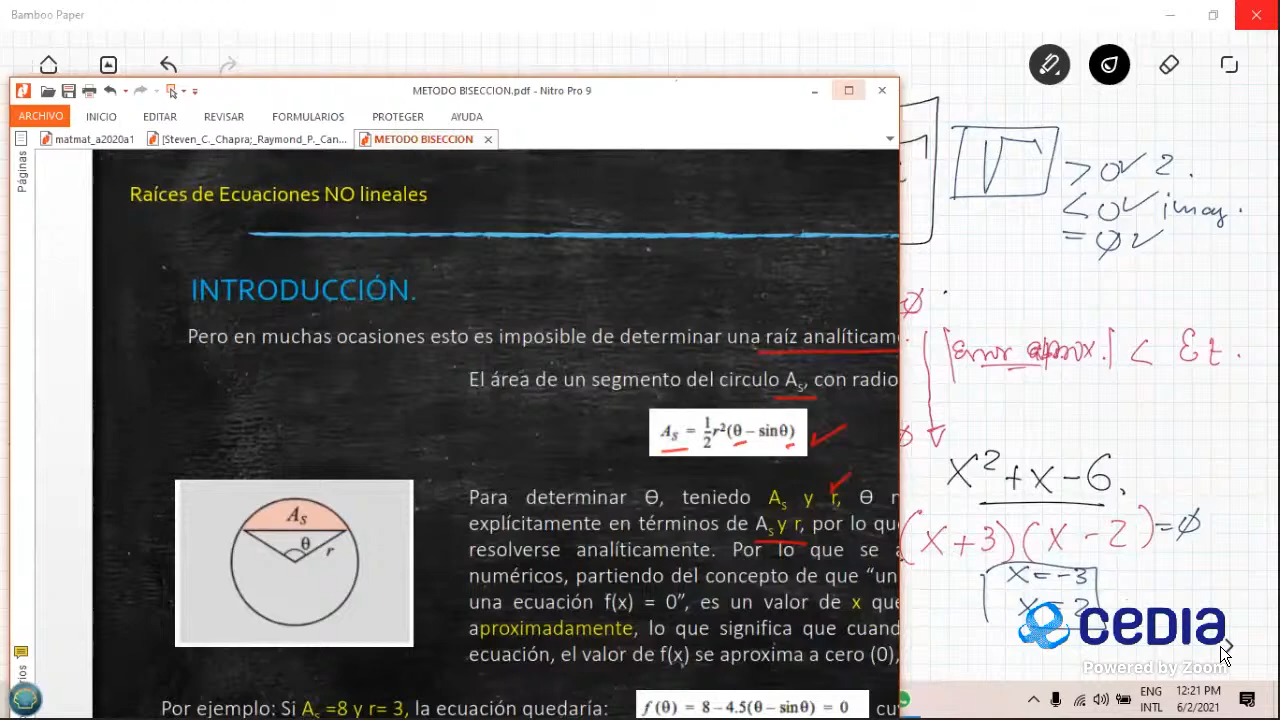 Bamboo Paper
METODO BISECCION.pdf - Nitro Pro 9
ARCHIVO INICIO EDITAR REVISAR FORMULARIOS PROTEGER AYUDA
matmat_a2020a1 [Steven_C._Chapra;_Raymond_P._Can... METODO BISECCION
Páginas
Raíces de Ecuaciones NO lineales
INTRODUCCIÓN.
Pero en muchas ocasiones esto es imposible de determinar una raíz analíticam
El área de un segmento del circulo As, con radio
As = 1/2 r²(θ – sinθ)
As
θ
r
Para determinar Ө, teniedo As y r, Ө
explícitamente en términos de As y r, por lo que
resolverse analíticamente. Por lo que se a
numéricos, partiendo del concepto de que “un
una ecuación f(x) = 0”, es un valor de x que
aproximadamente, lo que significa que cuand
ecuación, el valor de f(x) se aproxima a cero (0),
Por ejemplo: Si As =8 y r= 3, la ecuación quedaría:
f(θ) = 8 – 4.5(θ – sinθ) = 0
> 0✓ 2.
< 0✓ imag.
= ∅ ✓
|Error aprox.| < Et.
x² + x - 6.
(x + 3)(x - 2) = ∅
x = -3
x = 2
cedia
Powered by Zoom
ENG
INTL
12:21 PM
6/2/2021